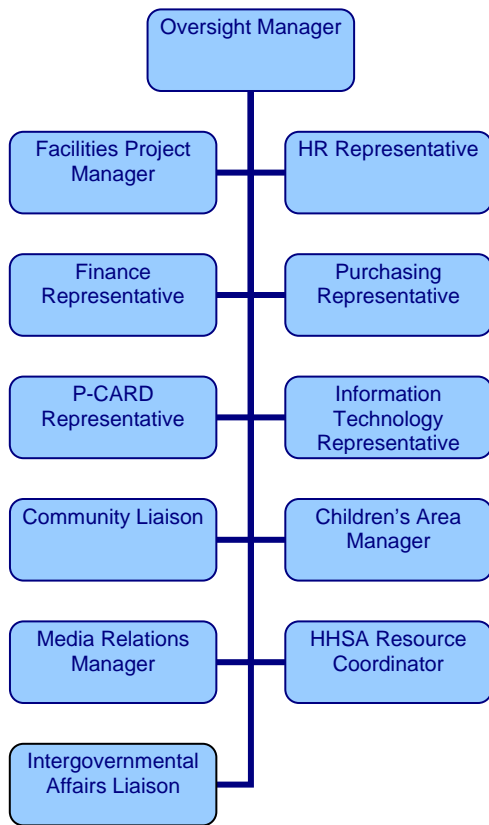 Oversight Manager
Facilities Project
Manager
HR Representative
Finance
Representative
Purchasing
Representative
P-CARD
Representative
Information
Technology
Representative
Community Liaison
Children’s Area
Manager
Media Relations
Manager
HHSA Resource
Coordinator
Intergovernmental
Affairs Liaison